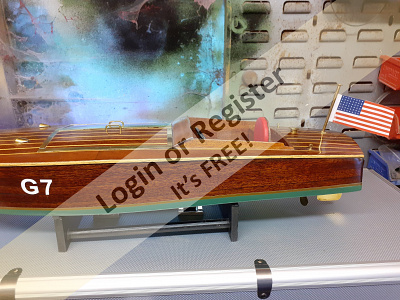 Login or Register
It's FREE!
G7